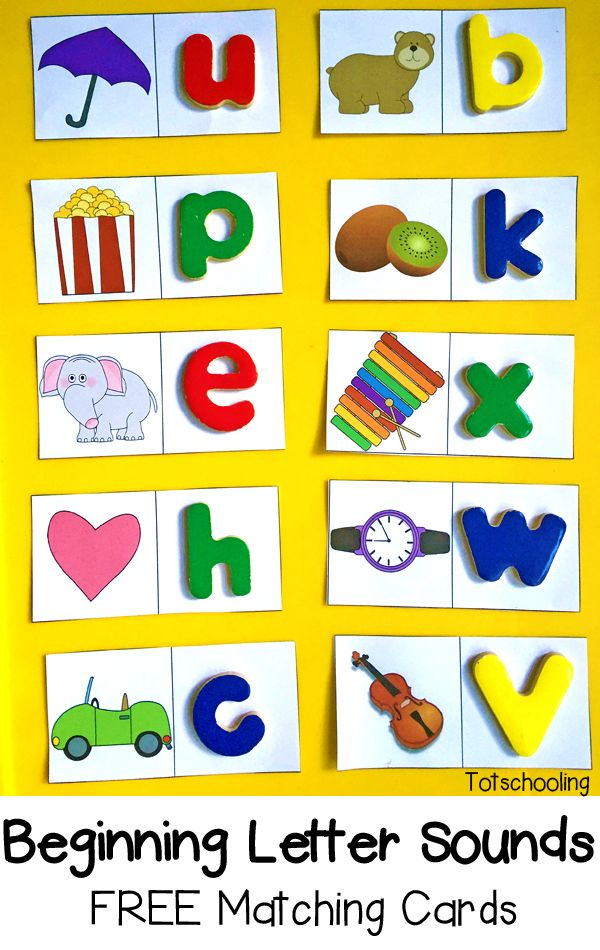 u
b
p
k
e
x
h
w
c
v
Totschooling
Beginning Letter Sounds
FREE Matching Cards